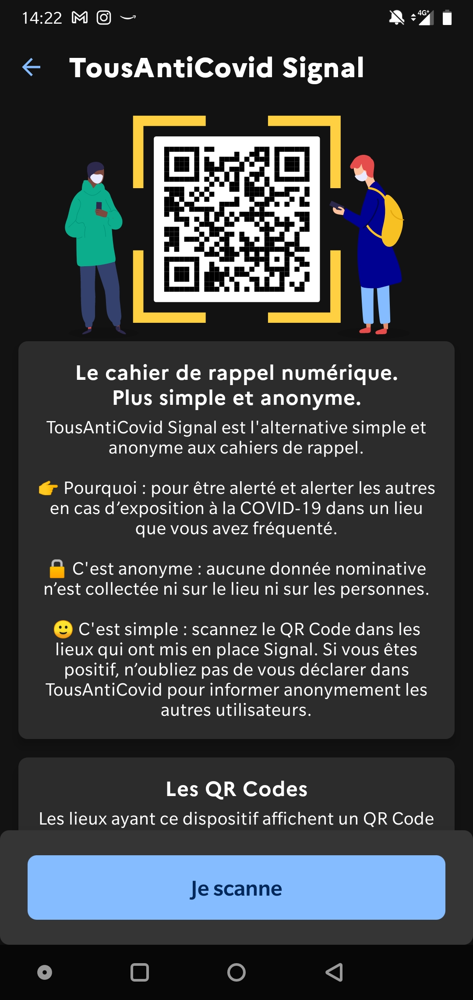 14:22
4G+
TousAntiCovid Signal
Le cahier de rappel numérique.
Plus simple et anonyme.
TousAntiCovid Signal est l'alternative simple et
anonyme aux cahiers de rappel.
👉 Pourquoi : pour être alerté et alerter les autres
en cas d’exposition à la COVID-19 dans un lieu
que vous avez fréquenté.
🔒 C'est anonyme : aucune donnée nominative
n’est collectée ni sur le lieu ni sur les personnes.
🙂 C'est simple : scannez le QR Code dans les
lieux qui ont mis en place Signal. Si vous êtes
positif, n’oubliez pas de vous déclarer dans
TousAntiCovid pour informer anonymement les
autres utilisateurs.
Les QR Codes
Les lieux ayant ce dispositif affichent un QR Code
Je scanne